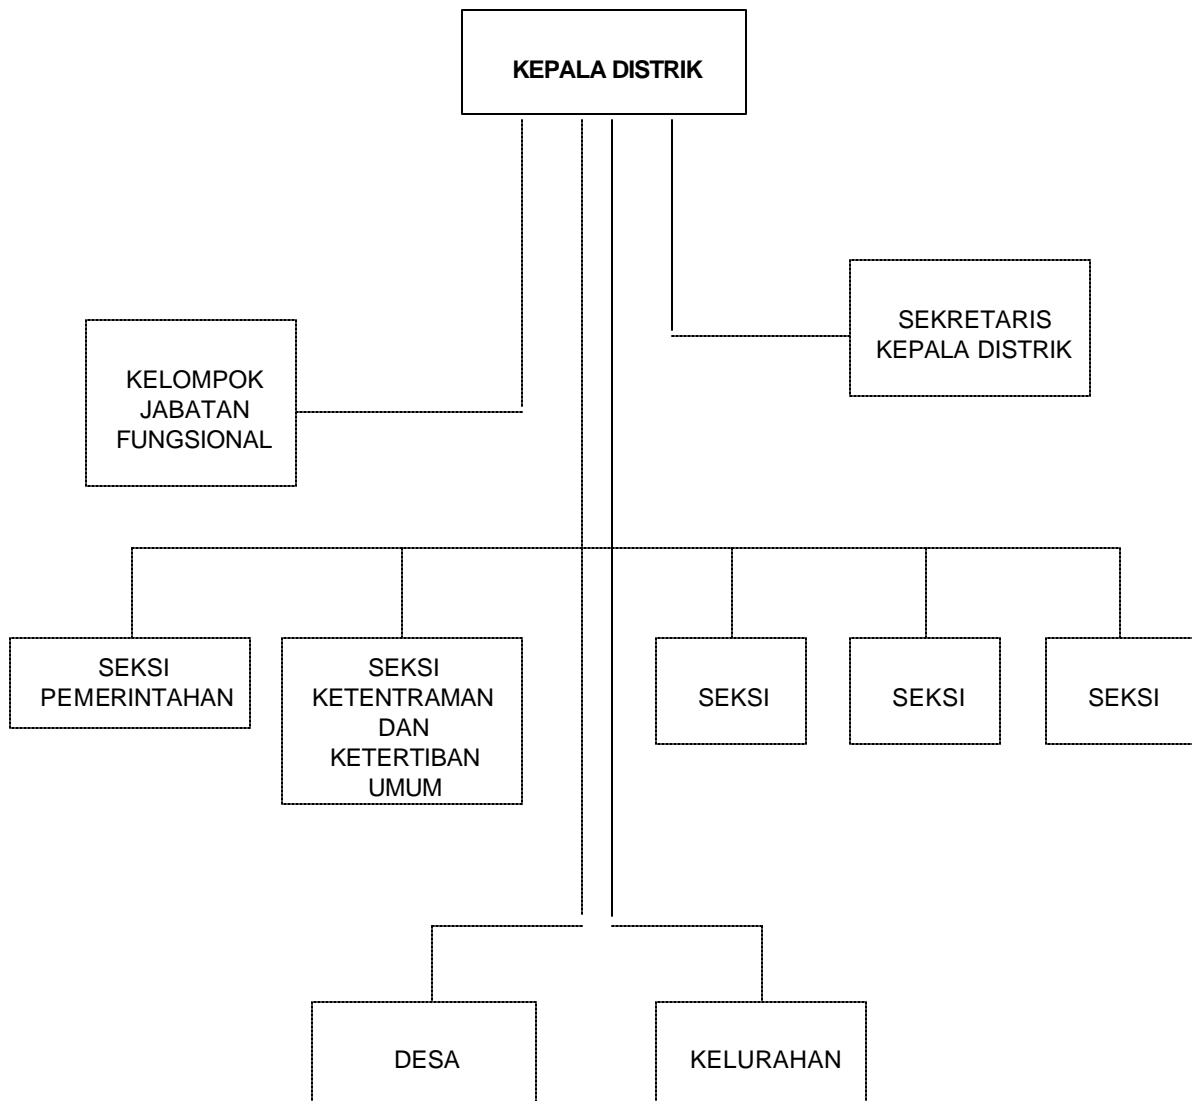 KEPALA DISTRIK
SEKRETARIS
KEPALA DISTRIK
KELOMPOK
JABATAN
FUNGSIONAL
SEKSI
PEMERINTAHAN
SEKSI
KETENTRAMAN
DAN
KETERTIBAN
UMUM
SEKSI
SEKSI
SEKSI
DESA
KELURAHAN